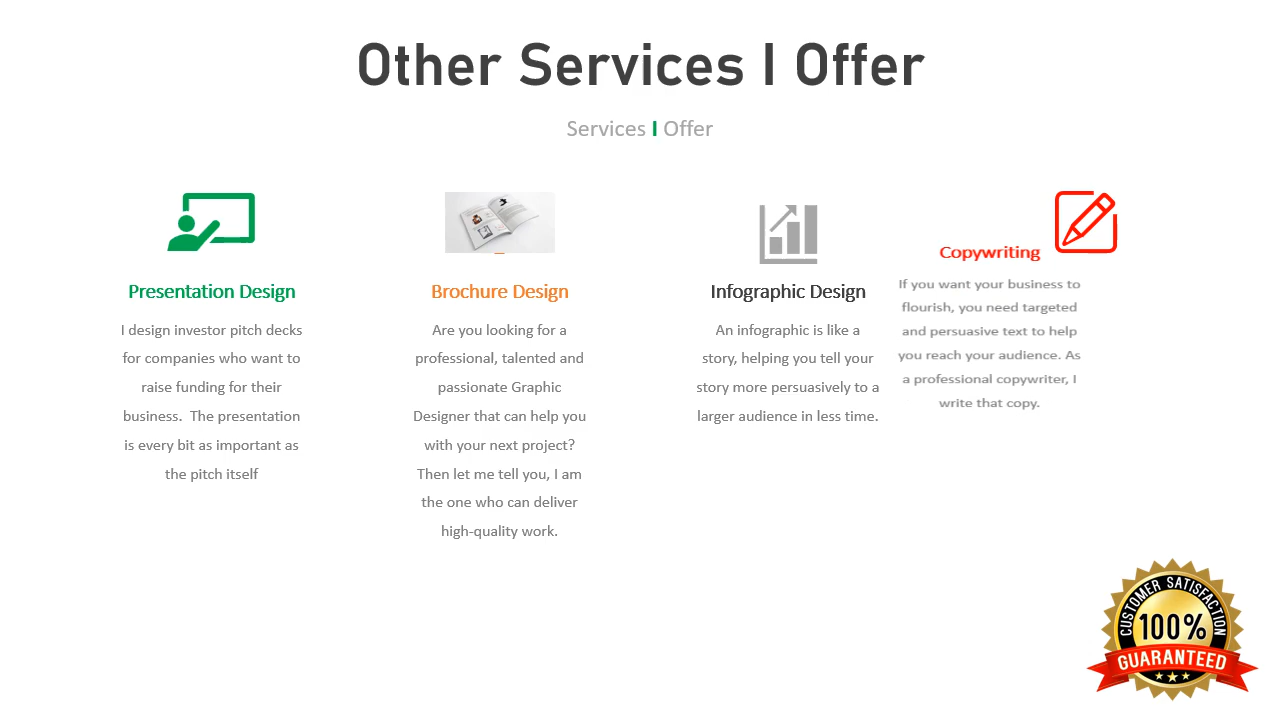 Other Services I Offer
Services I Offer
Presentation Design
I design investor pitch decks
for companies who want to
raise funding for their
business.  The presentation
is every bit as important as
the pitch itself
Brochure Design
Are you looking for a
professional, talented and
passionate Graphic
Designer that can help you
with your next project?
Then let me tell you, I am
the one who can deliver
high-quality work.
Infographic Design
An infographic is like a
story, helping you tell your
story more persuasively to a
larger audience in less time.
Copywriting
If you want your business to
flourish, you need targeted
and persuasive text to help
you reach your audience. As
a professional copywriter, I
write that copy.
CUSTOMER SATISFACTION
100%
GUARANTEED